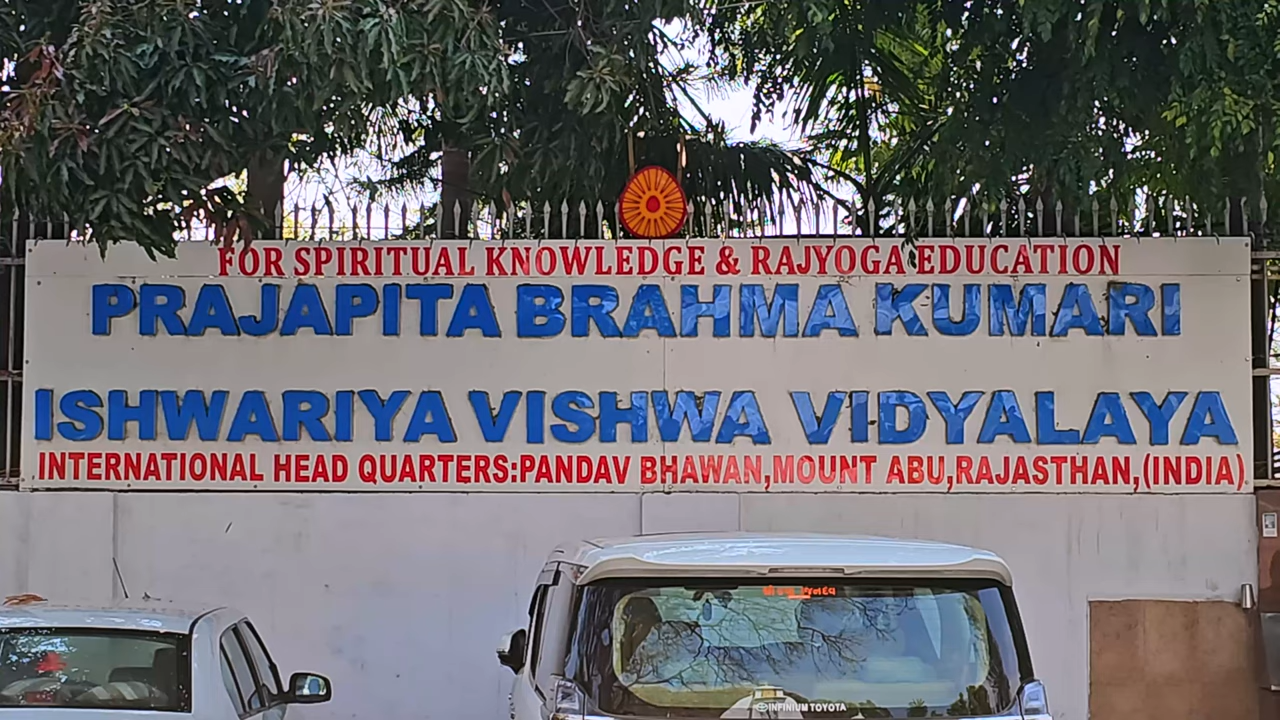 FOR SPIRITUAL KNOWLEDGE & RAJYOGA EDUCATION
PRAJAPITA BRAHMA KUMARI
ISHWARIYA VISHWA VIDYALAYA
INTERNATIONAL HEAD QUARTERS:PANDAV BHAWAN,MOUNT ABU,RAJASTHAN,(INDIA)
INFINIUM TOYOTA